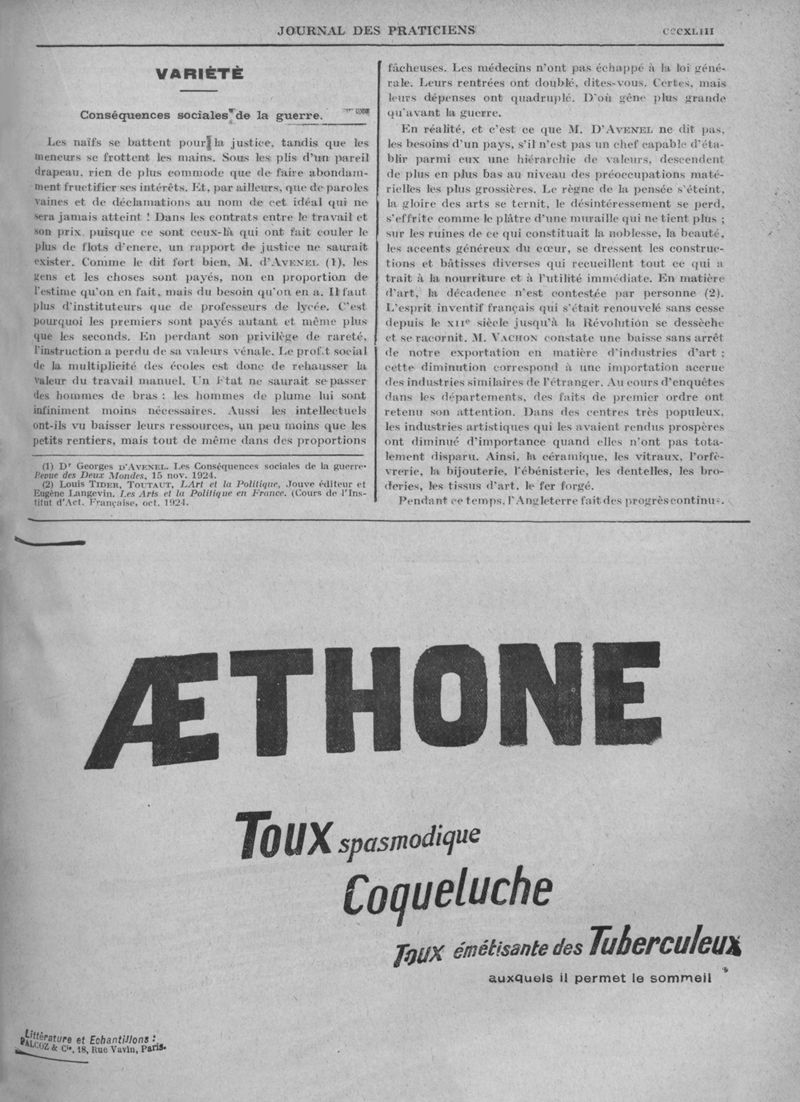 JOURNAL DES PRATICIENS
CCCXLIII
VARIÉTÉ
Conséquences sociales de la guerre.
Les naïfs se battent pour la justice, tandis que les
meneurs se frottent les mains. Sous les plis d'un pareil
drapeau, rien de plus commode que de faire abondam-
ment fructifier ses intérêts. Et, par ailleurs, que de paroles
vaines et de déclamations au nom de cet idéal qui ne
sera jamais atteint ! Dans les contrats entre le travail et
son prix, puisque ce sont ceux-là qui ont fait couler le
plus de flots d'encre, un rapport de justice ne saurait
exister. Comme le dit fort bien, M. d'AVENEL (1), les
gens et les choses sont payés, non en proportion de
l'estime qu'on en fait, mais du besoin qu'on en a. Il faut
plus d'instituteurs que de professeurs de lycée. C'est
pourquoi les premiers sont payés autant et même plus
que les seconds. En perdant son privilège de rareté,
l'instruction a perdu de sa valeurs vénale. Le prof.t social
de la multiplicité des écoles est donc de rehausser la
valeur du travail manuel. Un État ne saurait se passer
des hommes de bras ; les hommes de plume lui sont
infiniment moins nécessaires. Aussi les intellectuels
ont-ils vu baisser leurs ressources, un peu moins que les
petits rentiers, mais tout de même dans des proportions
(1) Dr Georges D'AVENEL. Les Conséquences sociales de la guerre.
Revue des Deux Mondes, 15 nov. 1924.
(2) Louis TIDER, TOUTAUT, L'Art et la Politique, Jouve éditeur et
Eugène Langevin. Les Arts et la Politique en France. (Cours de l'Ins-
titut d'Act. Française, oct. 1924.
fâcheuses. Les médecins n'ont pas échappé à la loi géné-
rale. Leurs rentrées ont doublé, dites-vous. Certes, mais
leurs dépenses ont quadruplé. D'où gêne plus grande
qu'avant la guerre.
En réalité, et c'est ce que M. D'AVENEL ne dit pas,
les besoins d'un pays, s'il n'est pas un chef capable d'éta-
blir parmi eux une hiérarchie de valeurs, descendent
de plus en plus bas au niveau des préoccupations maté-
rielles les plus grossières. Le règne de la pensée s'éteint,
la gloire des arts se ternit, le désintéressement se perd,
s'effrite comme le plâtre d'une muraille qui ne tient plus ;
sur les ruines de ce qui constituait la noblesse, la beauté,
les accents généreux du cœur, se dressent les construc-
tions et bâtisses diverses qui recueillent tout ce qui a
trait à la nourriture et à l'utilité immédiate. En matière
d'art, la décadence n'est contestée par personne (2).
L'esprit inventif français qui s'était renouvelé sans cesse
depuis le XIIe siècle jusqu'à la Révolution se dessèche
et se racornit. M. VACHON constate une baisse sans arrêt
de notre exportation en matière d'industries d'art ;
cette diminution correspond à une importation accrue
des industries similaires de l'étranger. Au cours d'enquêtes
dans les départements, des faits de premier ordre ont
retenu son attention. Dans des centres très populeux,
les industries artistiques qui les avaient rendus prospères
ont diminué d'importance quand elles n'ont pas tota-
lement disparu. Ainsi, la céramique, les vitraux, l'orfè-
vrerie, la bijouterie, l'ébénisterie, les dentelles, les bro-
deries, les tissus d'art, le fer forgé.
Pendant ce temps, l'Angleterre fait des progrès continus.
ÆTHONE
Toux spasmodique
Coqueluche
Toux émétisante des Tuberculeux
auxquels il permet le sommeil
Littérature et Echantillons :
FALCOZ & Cie, 18, Rue Vavin, Paris.